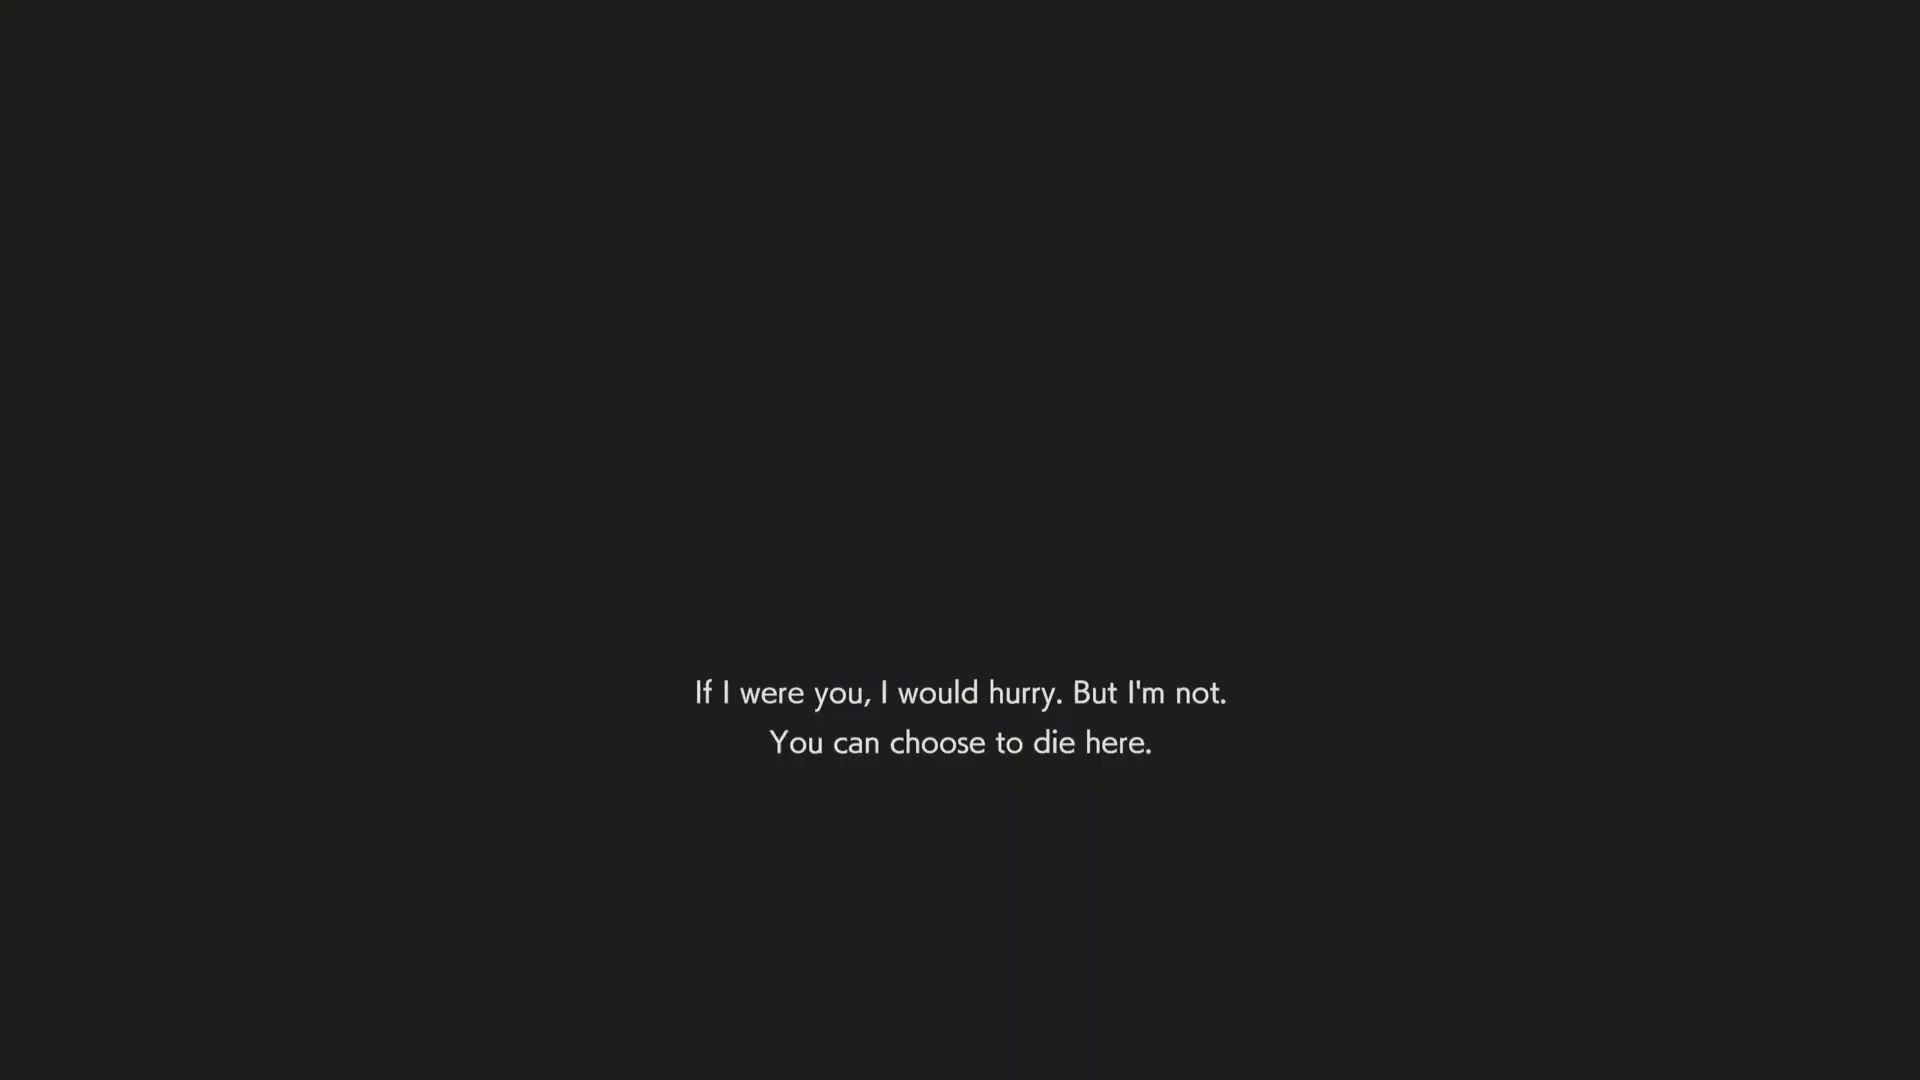 If I were you, I would hurry. But I'm not.
You can choose to die here.